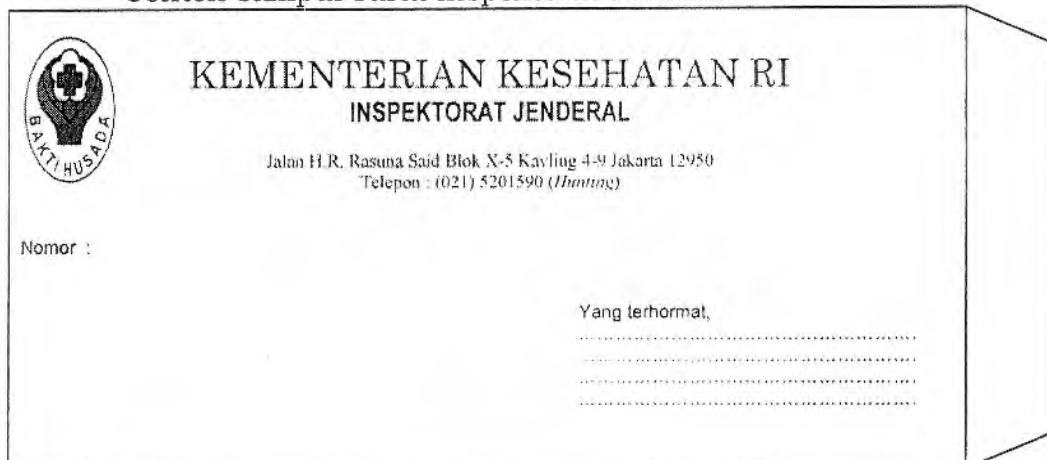 KEMENTERIAN KESEHATAN RI
INSPEKTORAT JENDERAL
BAKTI HUSADA
Jalan H.R. Rasuna Said Blok X-5 Kavling 4-9 Jakarta 12950
Telepon : (021) 5201590 (Hunting)
Nomor :
Yang terhormat,
..........................................................
..........................................................
..........................................................
..........................................................